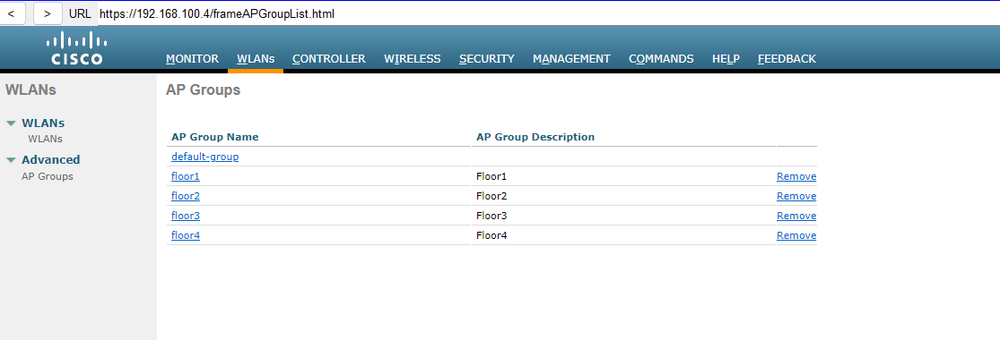 < > URL https://192.168.100.4/frameAPGroupList.html
CISCO
MONITOR WLANs CONTROLLER WIRELESS SECURITY MANAGEMENT COMMANDS HELP FEEDBACK
WLANs
WLANs
WLANs
Advanced
AP Groups
AP Groups
AP Group Name AP Group Description
default-group
floor1 Floor1 Remove
floor2 Floor2 Remove
floor3 Floor3 Remove
floor4 Floor4 Remove